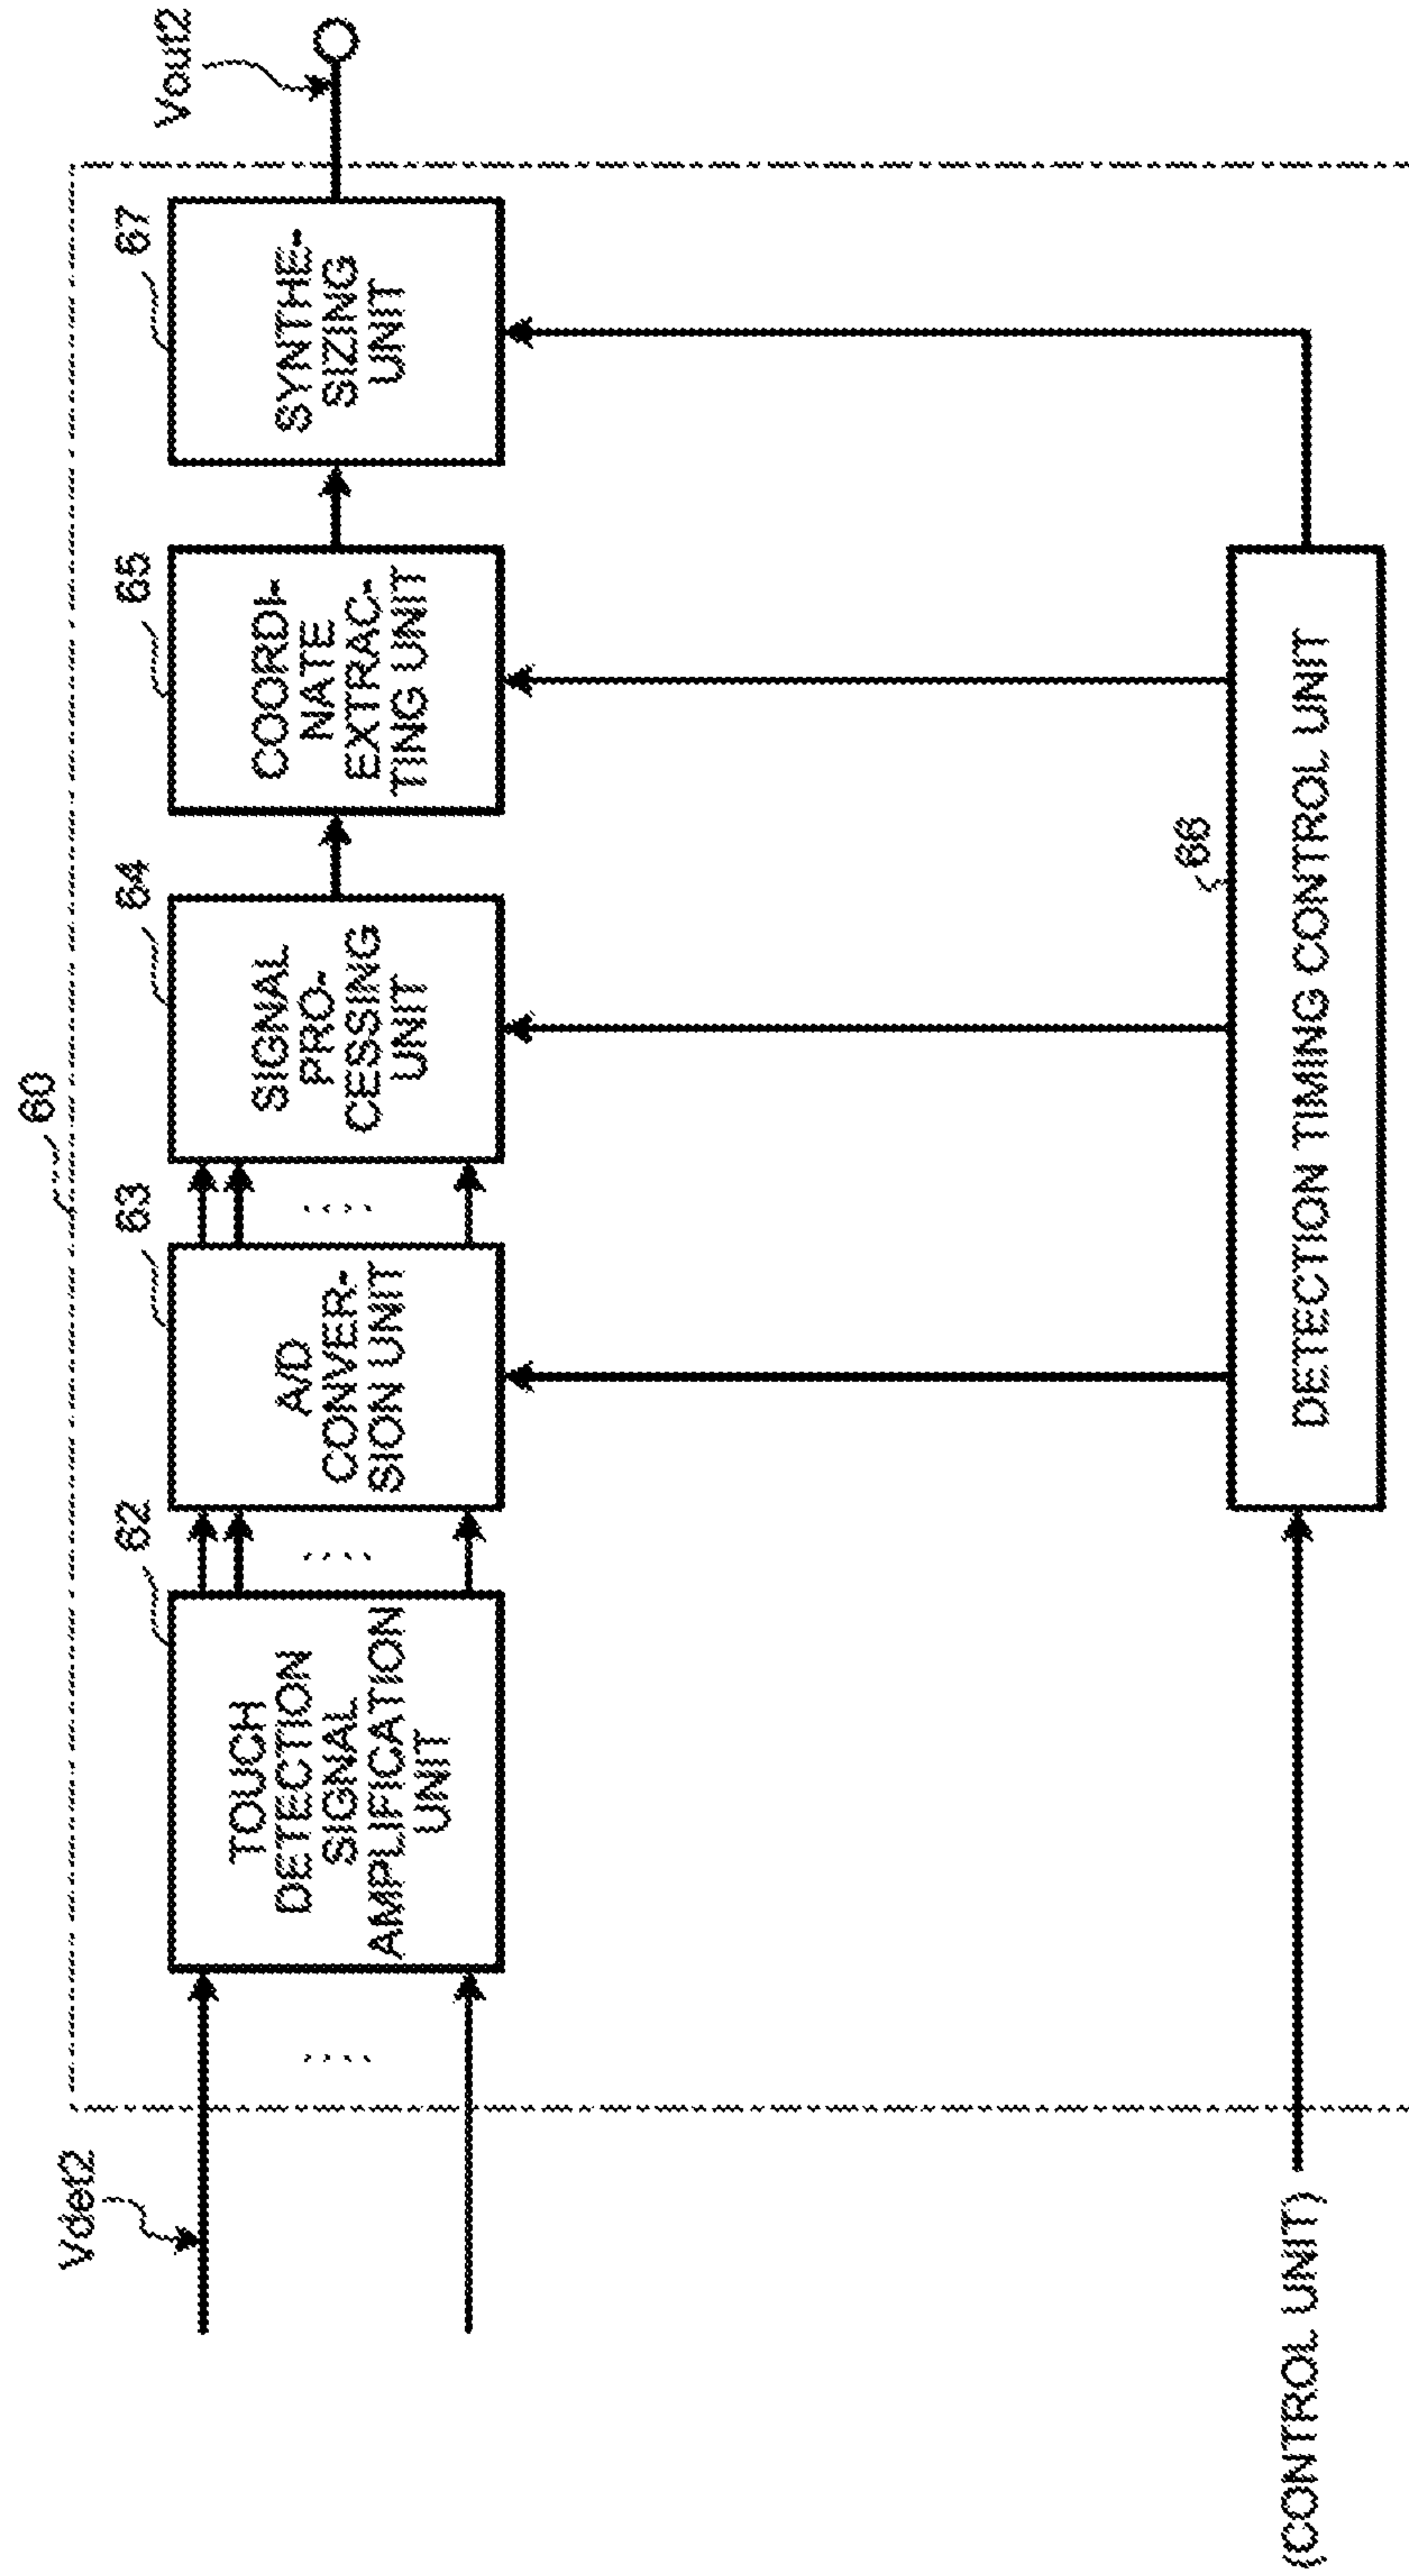 60
Vdet2
62
TOUCH
DETECTION
SIGNAL
AMPLIFICATION
UNIT
63
A/D
CONVER-
SION UNIT
64
SIGNAL
PRO-
CESSING
UNIT
65
COORDI-
NATE
EXTRAC-
TING UNIT
67
SYNTHE-
SIZING
UNIT
Vout2
66
DETECTION TIMING CONTROL UNIT
(CONTROL UNIT)